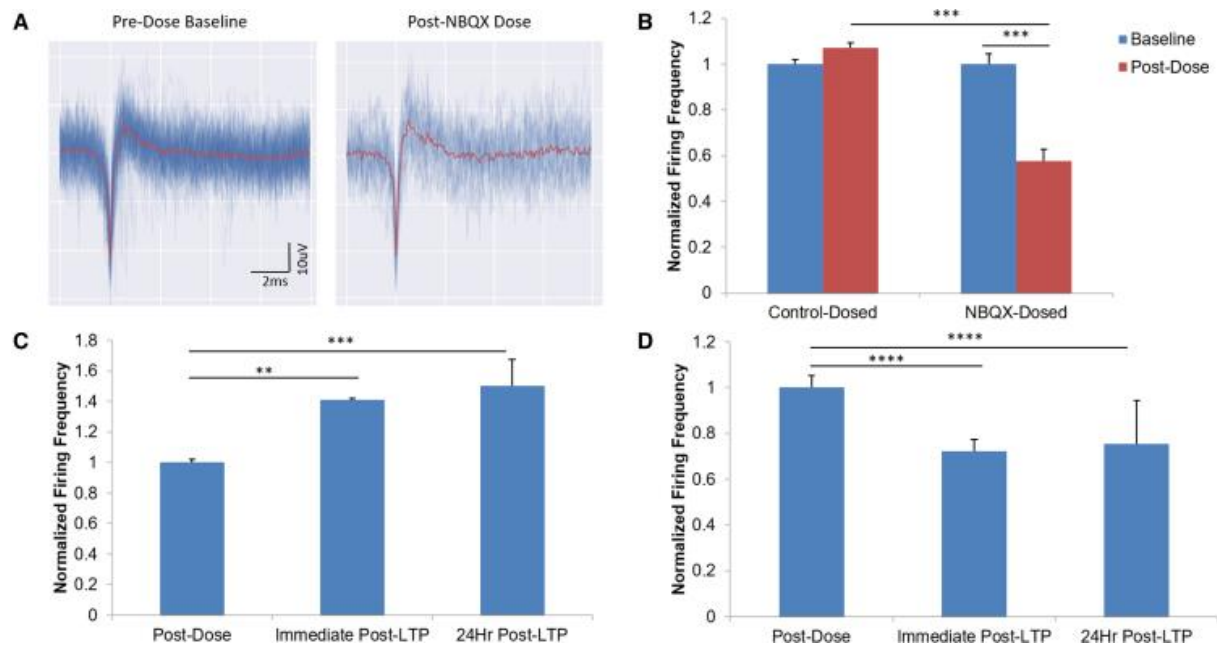 A
Pre-Dose Baseline
Post-NBQX Dose
10uV
2ms
B
1.2
1
0.8
0.6
0.4
0.2
0
Normalized Firing Frequency
***
***
Baseline
Post-Dose
Control-Dosed
NBQX-Dosed
C
1.8
1.6
1.4
1.2
1
0.8
0.6
0.4
0.2
0
Normalized Firing Frequency
***
**
Post-Dose
Immediate Post-LTP
24Hr Post-LTP
D
1.2
1
0.8
0.6
0.4
0.2
0
Normalized Firing Frequency
****
****
Post-Dose
Immediate Post-LTP
24Hr Post-LTP